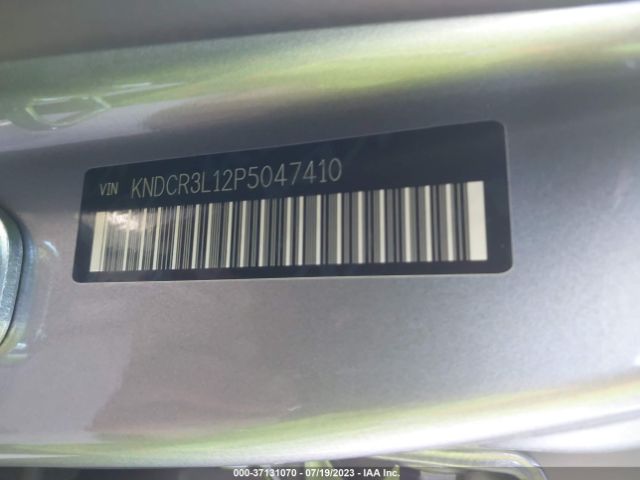 VIN KNDCR3L12P5047410
000-37131070 - 07/19/2023 - IAA Inc.